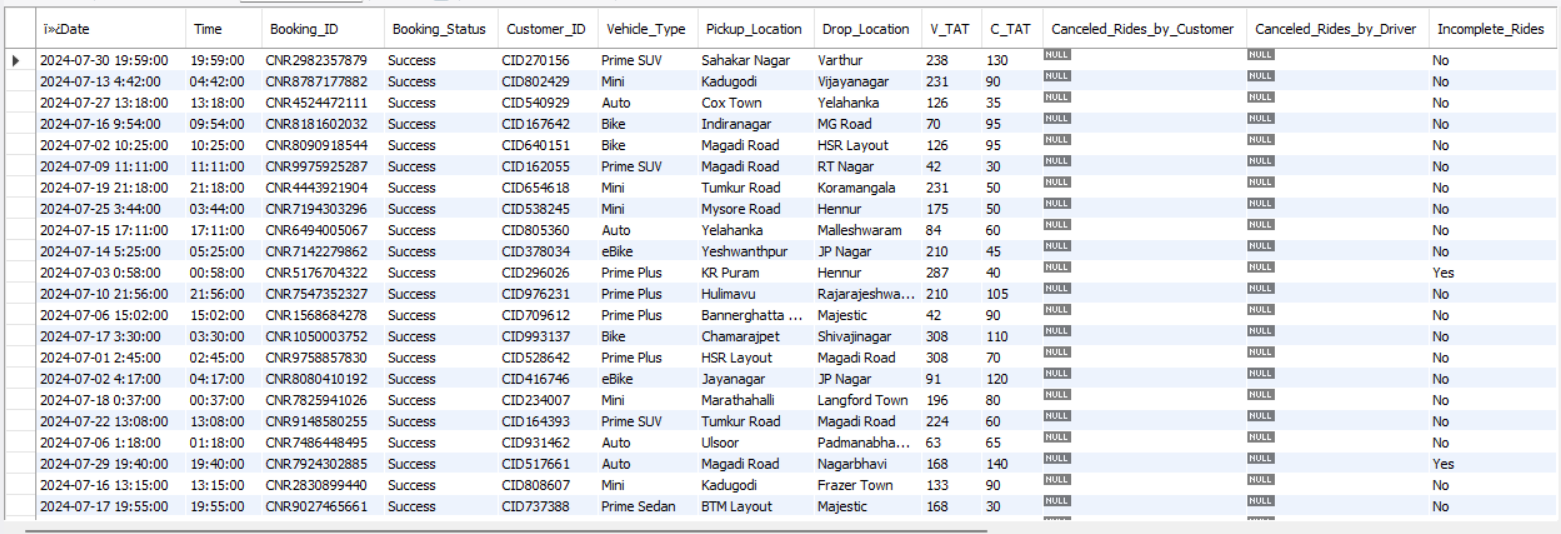 ï»¿Date Time Booking_ID Booking_Status Customer_ID Vehicle_Type Pickup_Location Drop_Location V_TAT C_TAT Canceled_Rides_by_Customer Canceled_Rides_by_Driver Incomplete_Rides
2024-07-30 19:59:00 19:59:00 CNR2982357879 Success CID270156 Prime SUV Sahakar Nagar Varthur 238 130 NULL NULL No
2024-07-13 4:42:00 04:42:00 CNR8787177882 Success CID802429 Mini Kadugodi Vijayanagar 231 90 NULL NULL No
2024-07-27 13:18:00 13:18:00 CNR4524472111 Success CID540929 Auto Cox Town Yelahanka 126 35 NULL NULL No
2024-07-16 9:54:00 09:54:00 CNR8181602032 Success CID167642 Bike Indiranagar MG Road 70 95 NULL NULL No
2024-07-02 10:25:00 10:25:00 CNR8090918544 Success CID640151 Bike Magadi Road HSR Layout 126 95 NULL NULL No
2024-07-09 11:11:00 11:11:00 CNR9975925287 Success CID162055 Prime SUV Magadi Road RT Nagar 42 30 NULL NULL No
2024-07-19 21:18:00 21:18:00 CNR4443921904 Success CID654618 Mini Tumkur Road Koramangala 231 50 NULL NULL No
2024-07-25 3:44:00 03:44:00 CNR7194303296 Success CID538245 Mini Mysore Road Hennur 175 50 NULL NULL No
2024-07-15 17:11:00 17:11:00 CNR6494005067 Success CID805360 Auto Yelahanka Malleshwaram 84 60 NULL NULL No
2024-07-14 5:25:00 05:25:00 CNR7142279862 Success CID378034 eBike Yeshwanthpur JP Nagar 210 45 NULL NULL No
2024-07-03 0:58:00 00:58:00 CNR5176704322 Success CID296026 Prime Plus KR Puram Hennur 287 40 NULL NULL Yes
2024-07-10 21:56:00 21:56:00 CNR7547352327 Success CID976231 Prime Plus Hulimavu Rajarajeshwa... 210 105 NULL NULL No
2024-07-06 15:02:00 15:02:00 CNR1568684278 Success CID709612 Prime Plus Bannerghatta ... Majestic 42 90 NULL NULL No
2024-07-17 3:30:00 03:30:00 CNR1050003752 Success CID993137 Bike Chamarajpet Shivajinagar 308 110 NULL NULL No
2024-07-01 2:45:00 02:45:00 CNR9758857830 Success CID528642 Prime Plus HSR Layout Magadi Road 308 70 NULL NULL No
2024-07-02 4:17:00 04:17:00 CNR8080410192 Success CID416746 eBike Jayanagar JP Nagar 91 120 NULL NULL No
2024-07-18 0:37:00 00:37:00 CNR7825941026 Success CID234007 Mini Marathahalli Langford Town 196 80 NULL NULL No
2024-07-22 13:08:00 13:08:00 CNR9148580255 Success CID164393 Prime SUV Tumkur Road Magadi Road 224 60 NULL NULL No
2024-07-06 1:18:00 01:18:00 CNR7486448495 Success CID931462 Auto Ulsoor Padmanabha... 63 65 NULL NULL No
2024-07-29 19:40:00 19:40:00 CNR7924302885 Success CID517661 Auto Magadi Road Nagarbhavi 168 140 NULL NULL Yes
2024-07-16 13:15:00 13:15:00 CNR2830899440 Success CID808607 Mini Kadugodi Frazer Town 133 90 NULL NULL No
2024-07-17 19:55:00 19:55:00 CNR9027465661 Success CID737388 Prime Sedan BTM Layout Majestic 168 30 NULL NULL No